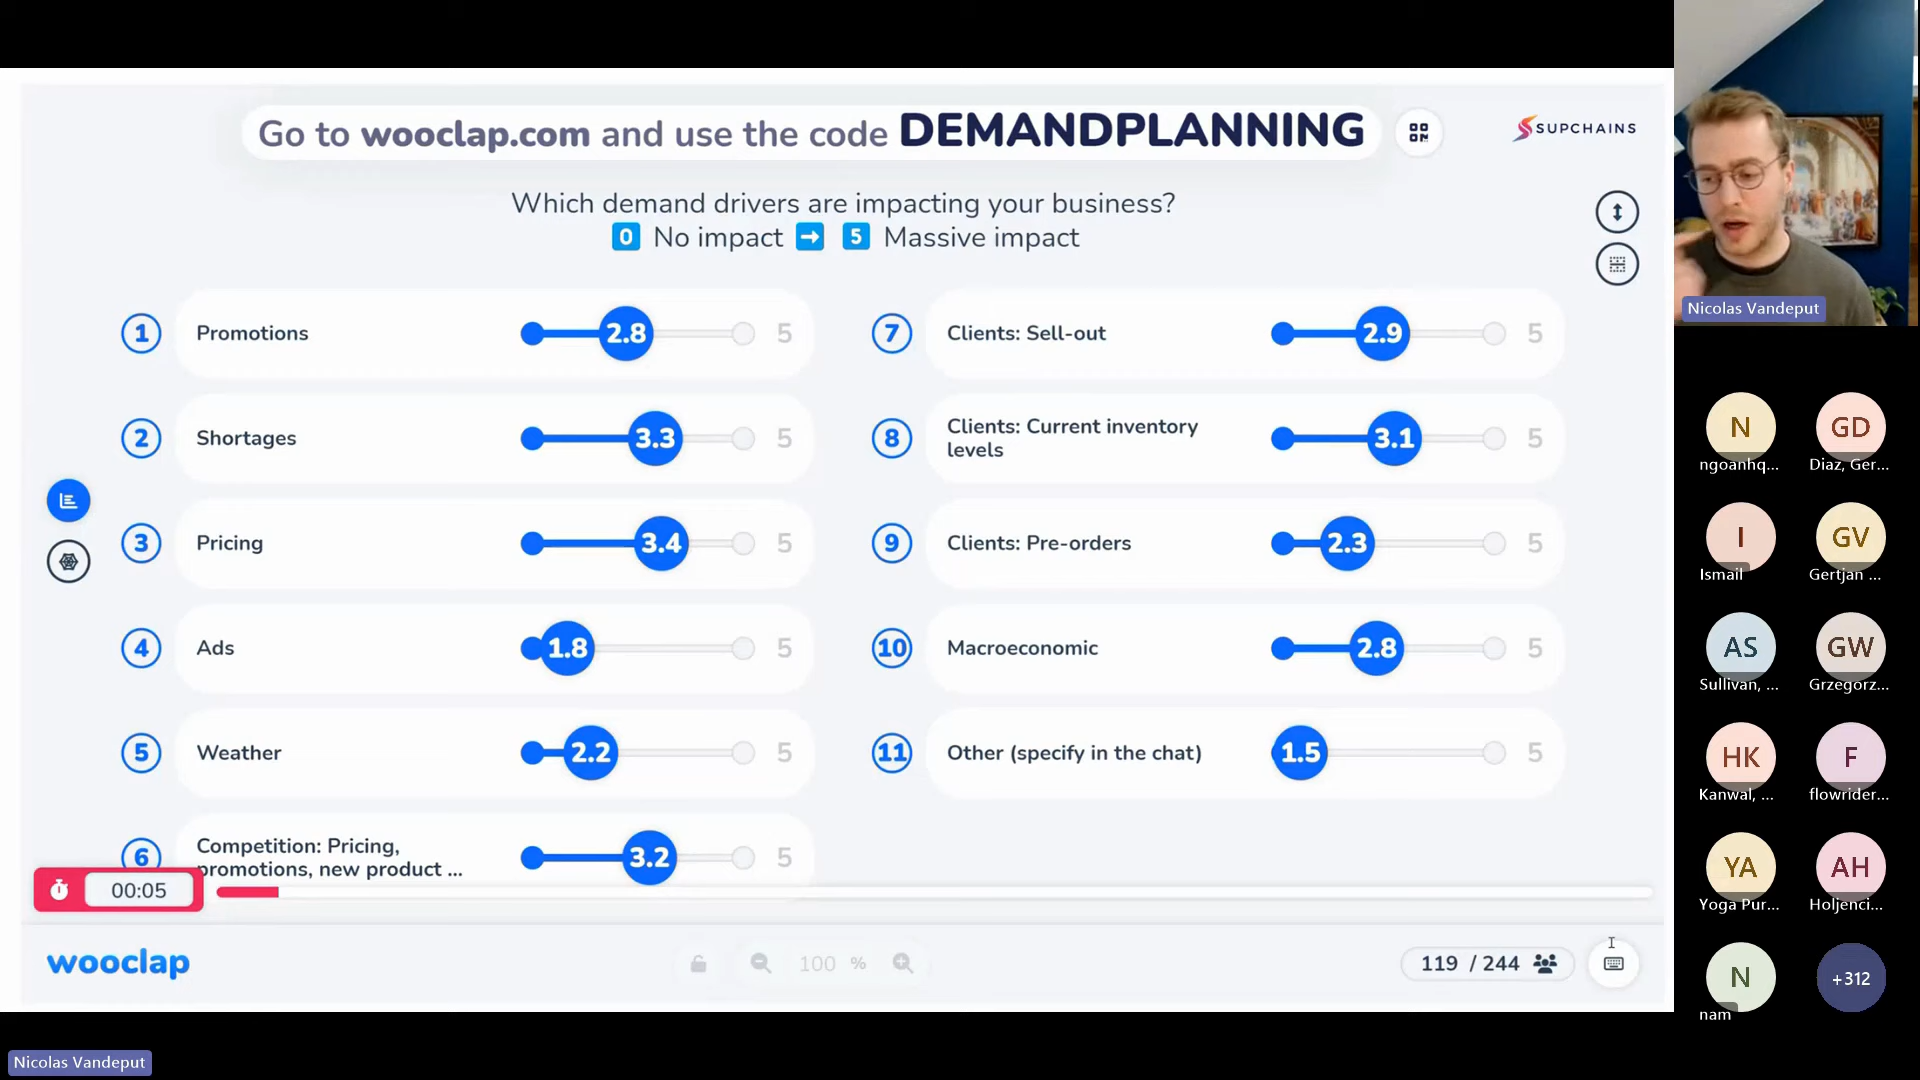 Go to wooclap.com and use the code DEMANDPLANNING
SUPCHAINS
Which demand drivers are impacting your business?
0 No impact ➡ 5 Massive impact
1 Promotions 2.8 5
2 Shortages 3.3 5
3 Pricing 3.4 5
4 Ads 1.8 5
5 Weather 2.2 5
6 Competition: Pricing,
promotions, new product ... 3.2 5
7 Clients: Sell-out 2.9 5
8 Clients: Current inventory
levels 3.1 5
9 Clients: Pre-orders 2.3 5
10 Macroeconomic 2.8 5
11 Other (specify in the chat) 1.5 5
00:05
wooclap
100 %
119 / 244
Nicolas Vandeput
N
ngoanhq...
GD
Diaz, Ger...
I
Ismail
GV
Gertjan ...
AS
Sullivan, ...
GW
Grzegorz...
HK
Kanwal, ...
F
flowrider...
YA
Yoga Pur...
AH
Holjenci...
N
nam
+312
Nicolas Vandeput